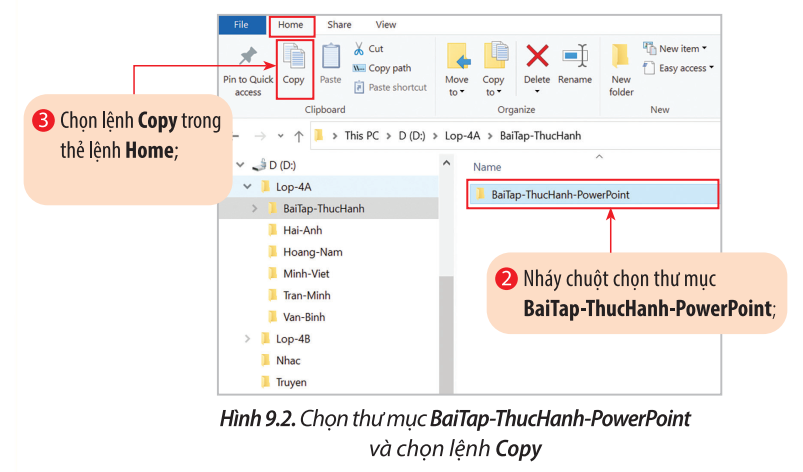 File Home Share View
Pin to Quick access
Copy
Paste
Cut
Copy path
Paste shortcut
Clipboard
Move to
Copy to
Delete
Rename
Organize
New folder
New item
Easy access
New
3 Chọn lệnh Copy trong
thẻ lệnh Home;
This PC > D (D:) > Lop-4A > BaiTap-ThucHanh
D (D:)
Lop-4A
BaiTap-ThucHanh
Hai-Anh
Hoang-Nam
Minh-Viet
Tran-Minh
Van-Binh
Lop-4B
Nhac
Truyen
Name
BaiTap-ThucHanh-PowerPoint
2 Nháy chuột chọn thư mục
BaiTap-ThucHanh-PowerPoint;
Hình 9.2. Chọn thư mục BaiTap-ThucHanh-PowerPoint
và chọn lệnh Copy